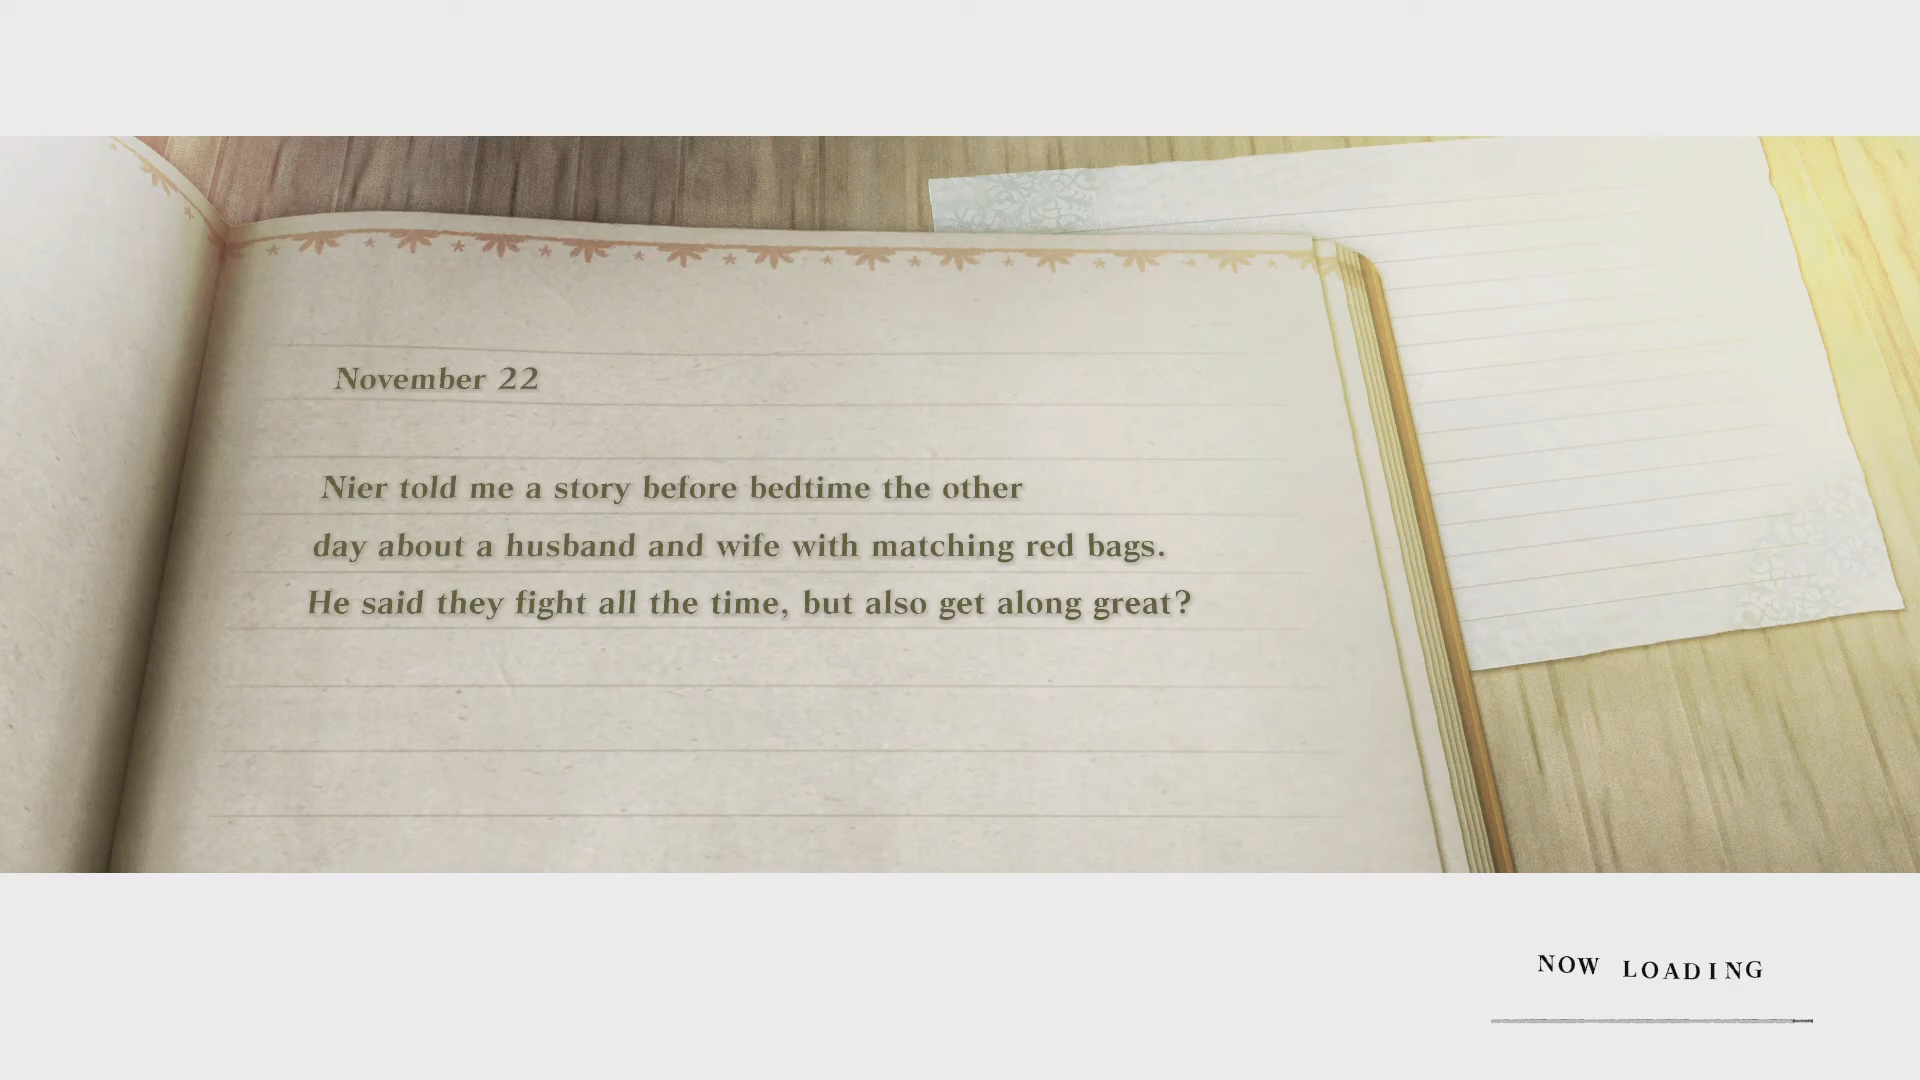 November 22
Nier told me a story before bedtime the other
day about a husband and wife with matching red bags.
He said they fight all the time, but also get along great?
NOW LOADING